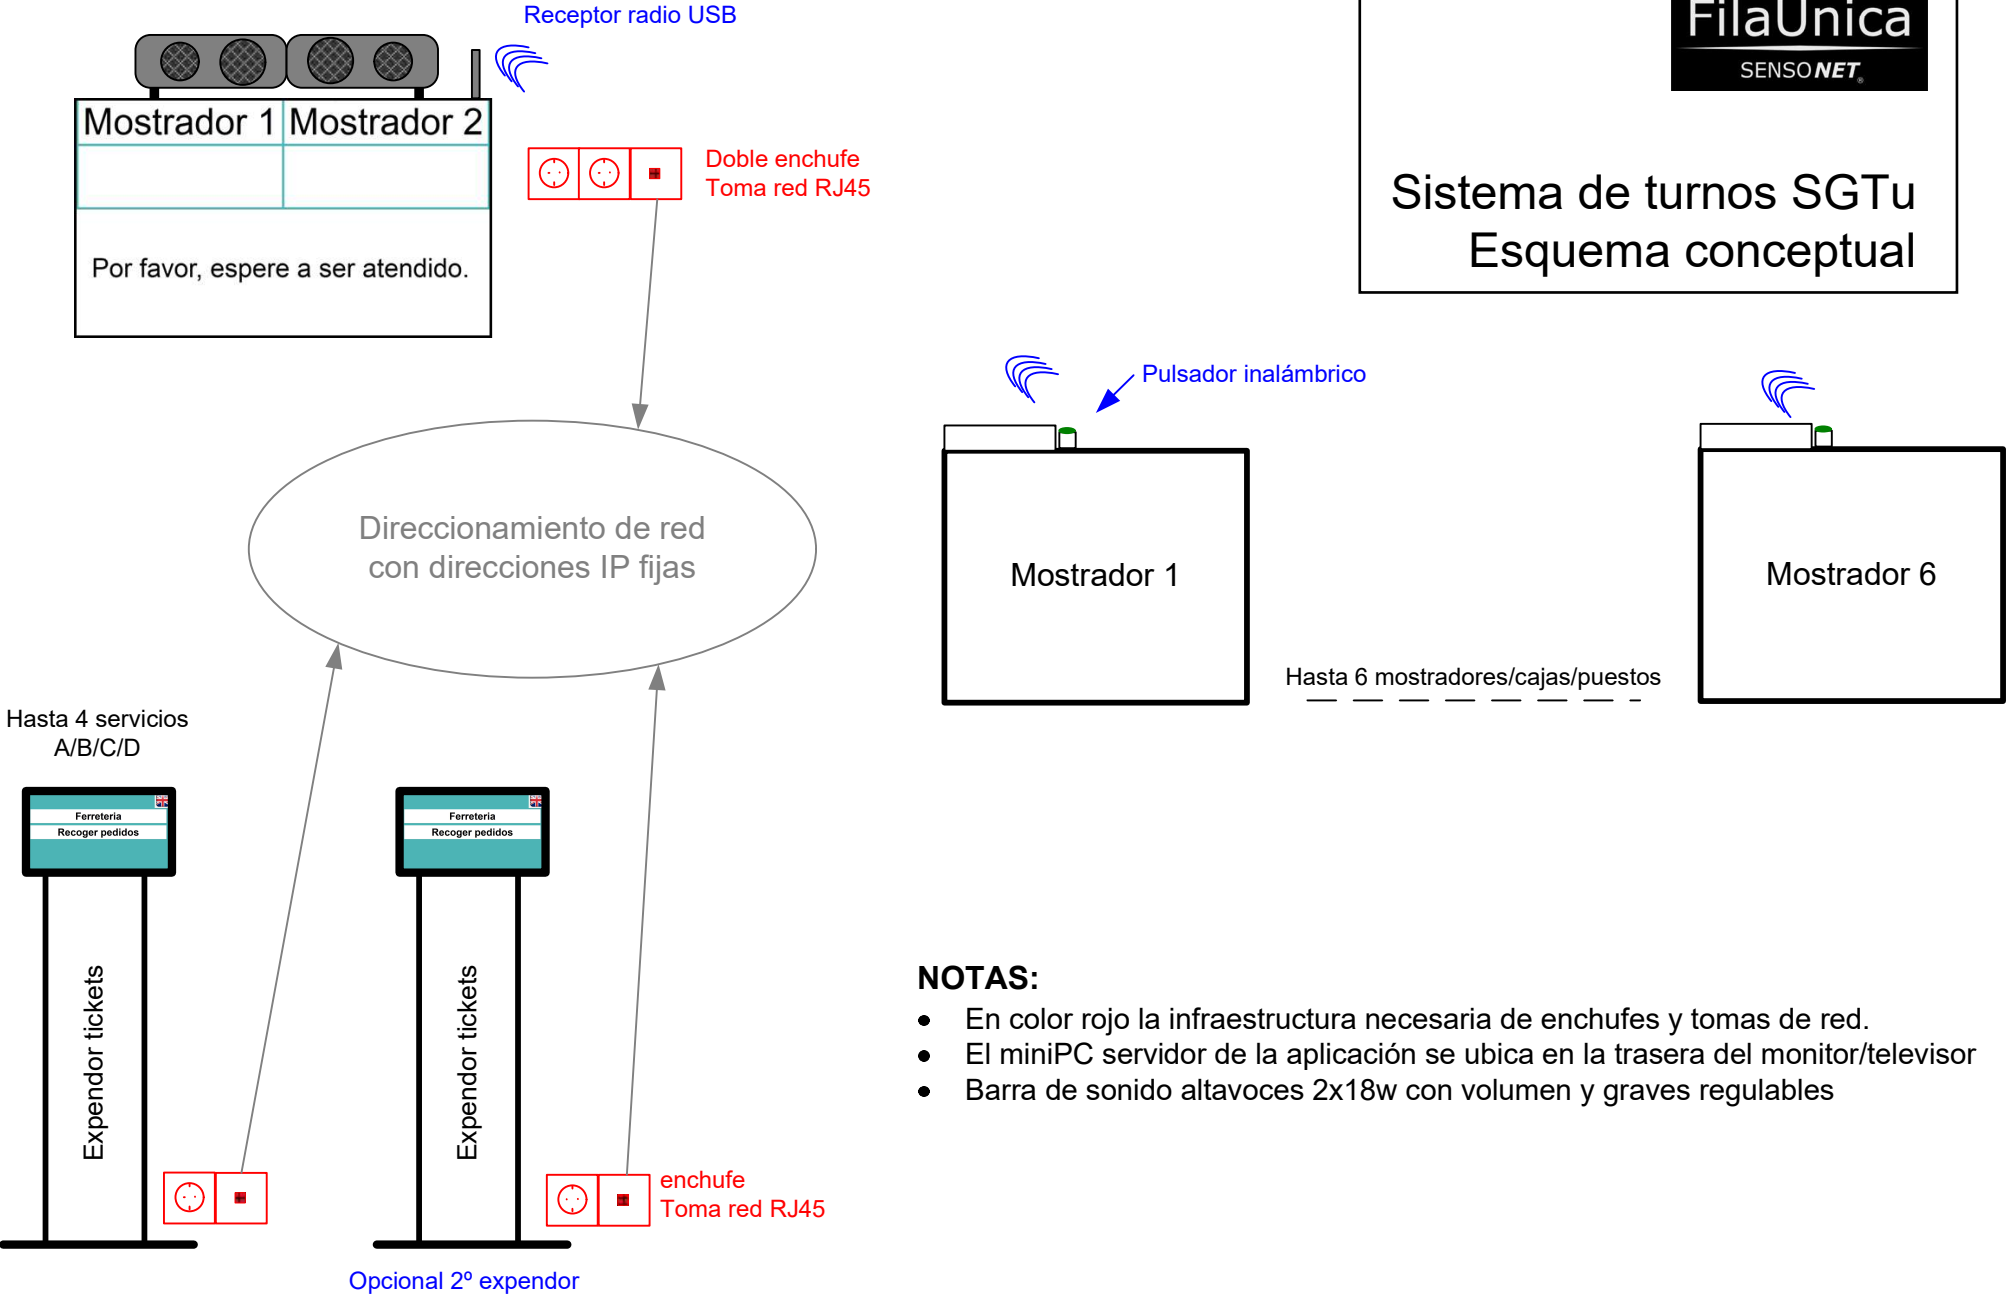 Receptor radio USB
FilaÚnica
SENSONET®
Mostrador 1 Mostrador 2
Doble enchufe
Toma red RJ45
Sistema de turnos SGTu
Esquema conceptual
Por favor, espere a ser atendido.
Pulsador inalámbrico
Direccionamiento de red
con direcciones IP fijas
Mostrador 1
Mostrador 6
Hasta 6 mostradores/cajas/puestos
Hasta 4 servicios
A/B/C/D
Ferreteria
Recoger pedidos
Ferreteria
Recoger pedidos
Expendor tickets
Expendor tickets
NOTAS:
• En color rojo la infraestructura necesaria de enchufes y tomas de red.
• El miniPC servidor de la aplicación se ubica en la trasera del monitor/televisor
• Barra de sonido altavoces 2x18w con volumen y graves regulables
enchufe
Toma red RJ45
Opcional 2º expendor